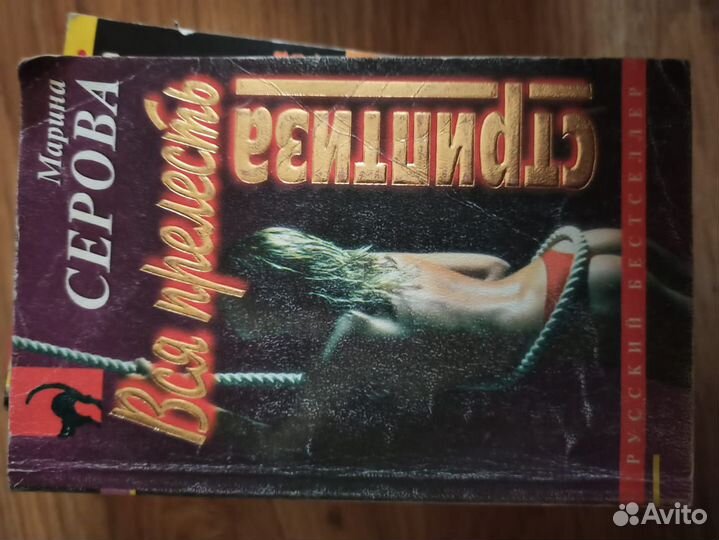 Марина
СЕРОВА
Вся прелесть
стриптиза
РУССКИЙ БЕСТСЕЛЛЕР
Avito